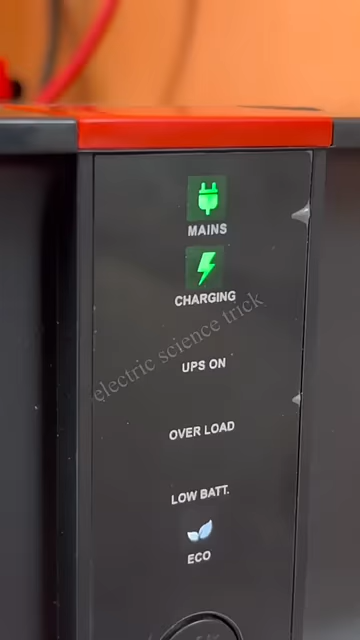 MAINS
CHARGING
electric science trick
UPS ON
OVER LOAD
LOW BATT.
ECO